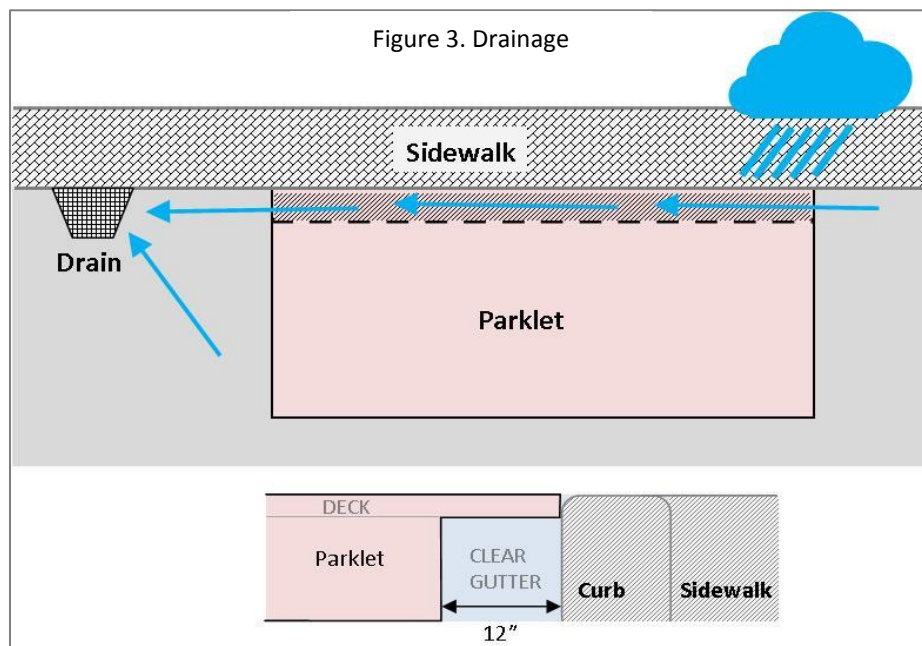 Figure 3. Drainage
Sidewalk
Drain
Parklet
DECK
Parklet
CLEAR
GUTTER
Curb
Sidewalk
12"